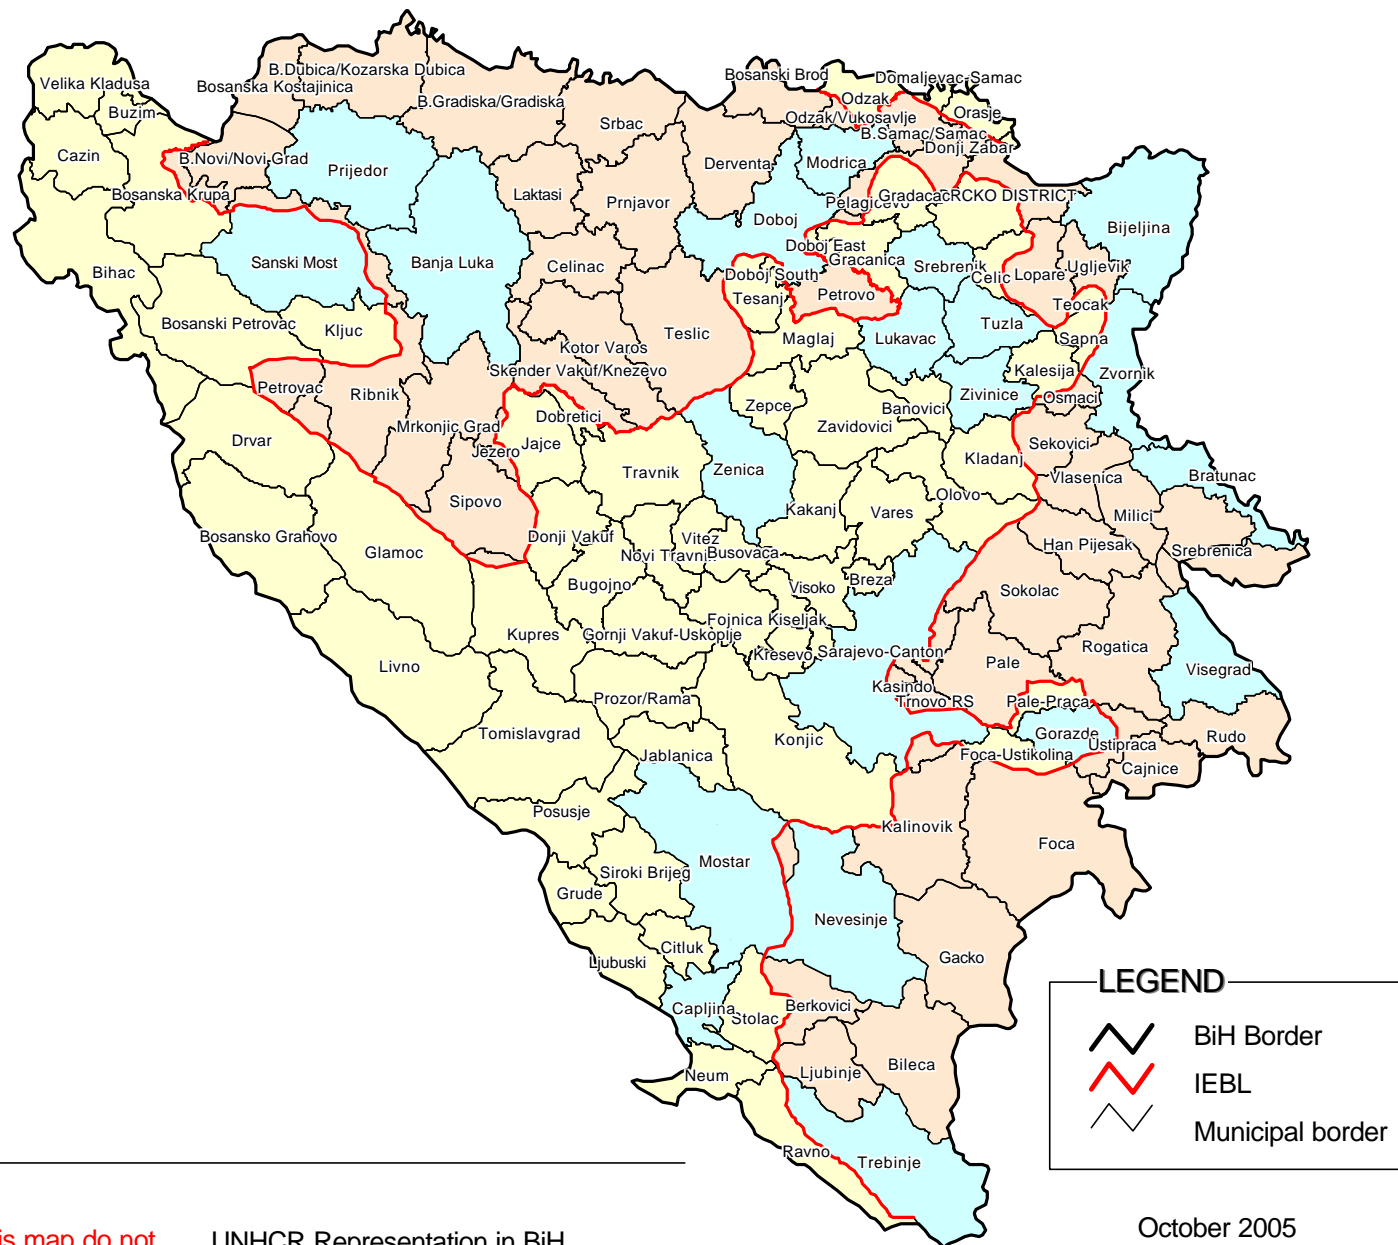 Velika Kladusa
Buzim
Cazin
Bosanska Krupa
Bihac
B.Dubica/Kozarska Dubica
Bosanska Kostajinica
B.Gradiska/Gradiska
B.Novi/Novi Grad
Prijedor
Srbac
Laktasi
Prnjavor
Derventa
Bosanski Brod
Domaljevac-Samac
Odzak
Orasje
Odzak/Vukosavlje
B.Samac/Samac
Donji Zabar
Modrica
Pelagicevo
Gradacac
BRCKO DISTRICT
Doboj
Bijeljina
Sanski Most
Banja Luka
Celinac
Doboj East
Gracanica
Srebrenik
Celic
Lopare
Ugljevik
Doboj South
Tesanj
Petrovo
Teocak
Bosanski Petrovac
Kljuc
Teslic
Maglaj
Lukavac
Tuzla
Sapna
Kotor Varos
Skender Vakuf/Knezevo
Kalesija
Zvornik
Petrovac
Ribnik
Zivinice
Osmaci
Zepce
Banovici
Zavidovici
Mrkonjic Grad
Dobretici
Drvar
Jezero
Jajce
Sekovici
Kladanj
Travnik
Zenica
Vlasenica
Bratunac
Sipovo
Olovo
Kakanj
Vares
Milici
Bosansko Grahovo
Glamoc
Donji Vakuf
Vitez
Novi Travnik
Busovaca
Han Pijesak
Srebrenica
Bugojno
Visoko
Breza
Sokolac
Kupres
Gornji Vakuf-Uskoplje
Fojnica
Kiseljak
Kresevo
Sarajevo-Canton
Pale
Rogatica
Livno
Visegrad
Prozor/Rama
Kasindo
Trnovo RS
Pale-Praca
Tomislavgrad
Konjic
Gorazde
Ustipraca
Rudo
Jablanica
Foca-Ustikolina
Cajnice
Posusje
Kalinovik
Foca
Mostar
Siroki Brijeg
Grude
Nevesinje
Citluk
Ljubuski
Gacko
Capljina
Stolac
Berkovici
Neum
Ljubinje
Bileca
Ravno
Trebinje
LEGEND
BiH Border
IEBL
Municipal border
October 2005
is map do not
UNHCR Representation in BiH